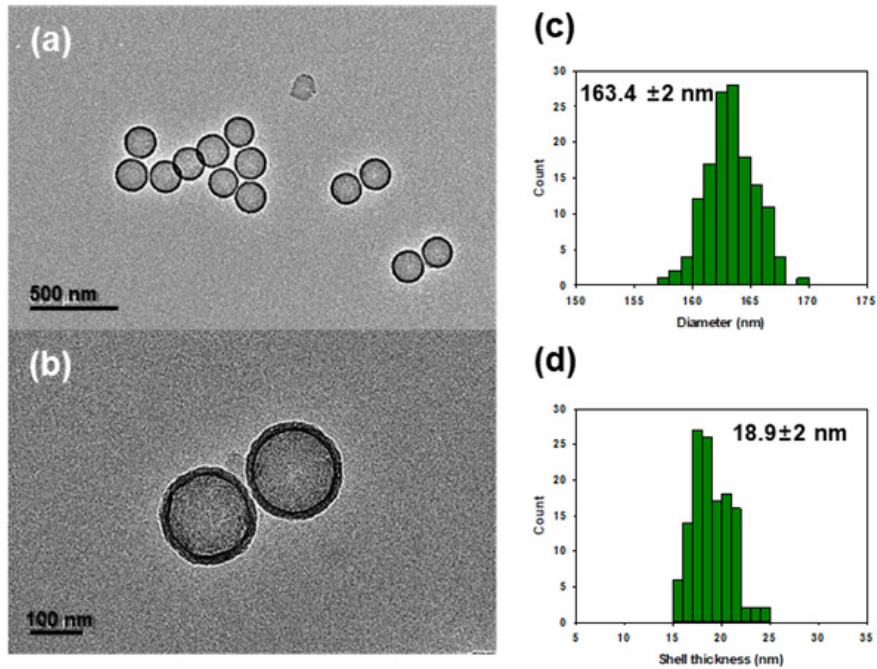 (a)
500 nm
(b)
100 nm
(c)
163.4 ±2 nm
30
25
20
15
10
5
0
Count
150 155 160 165 170 175
Diameter (nm)
(d)
18.9±2 nm
30
25
20
15
10
5
0
Count
5 10 15 20 25 30 35
Shell thickness (nm)